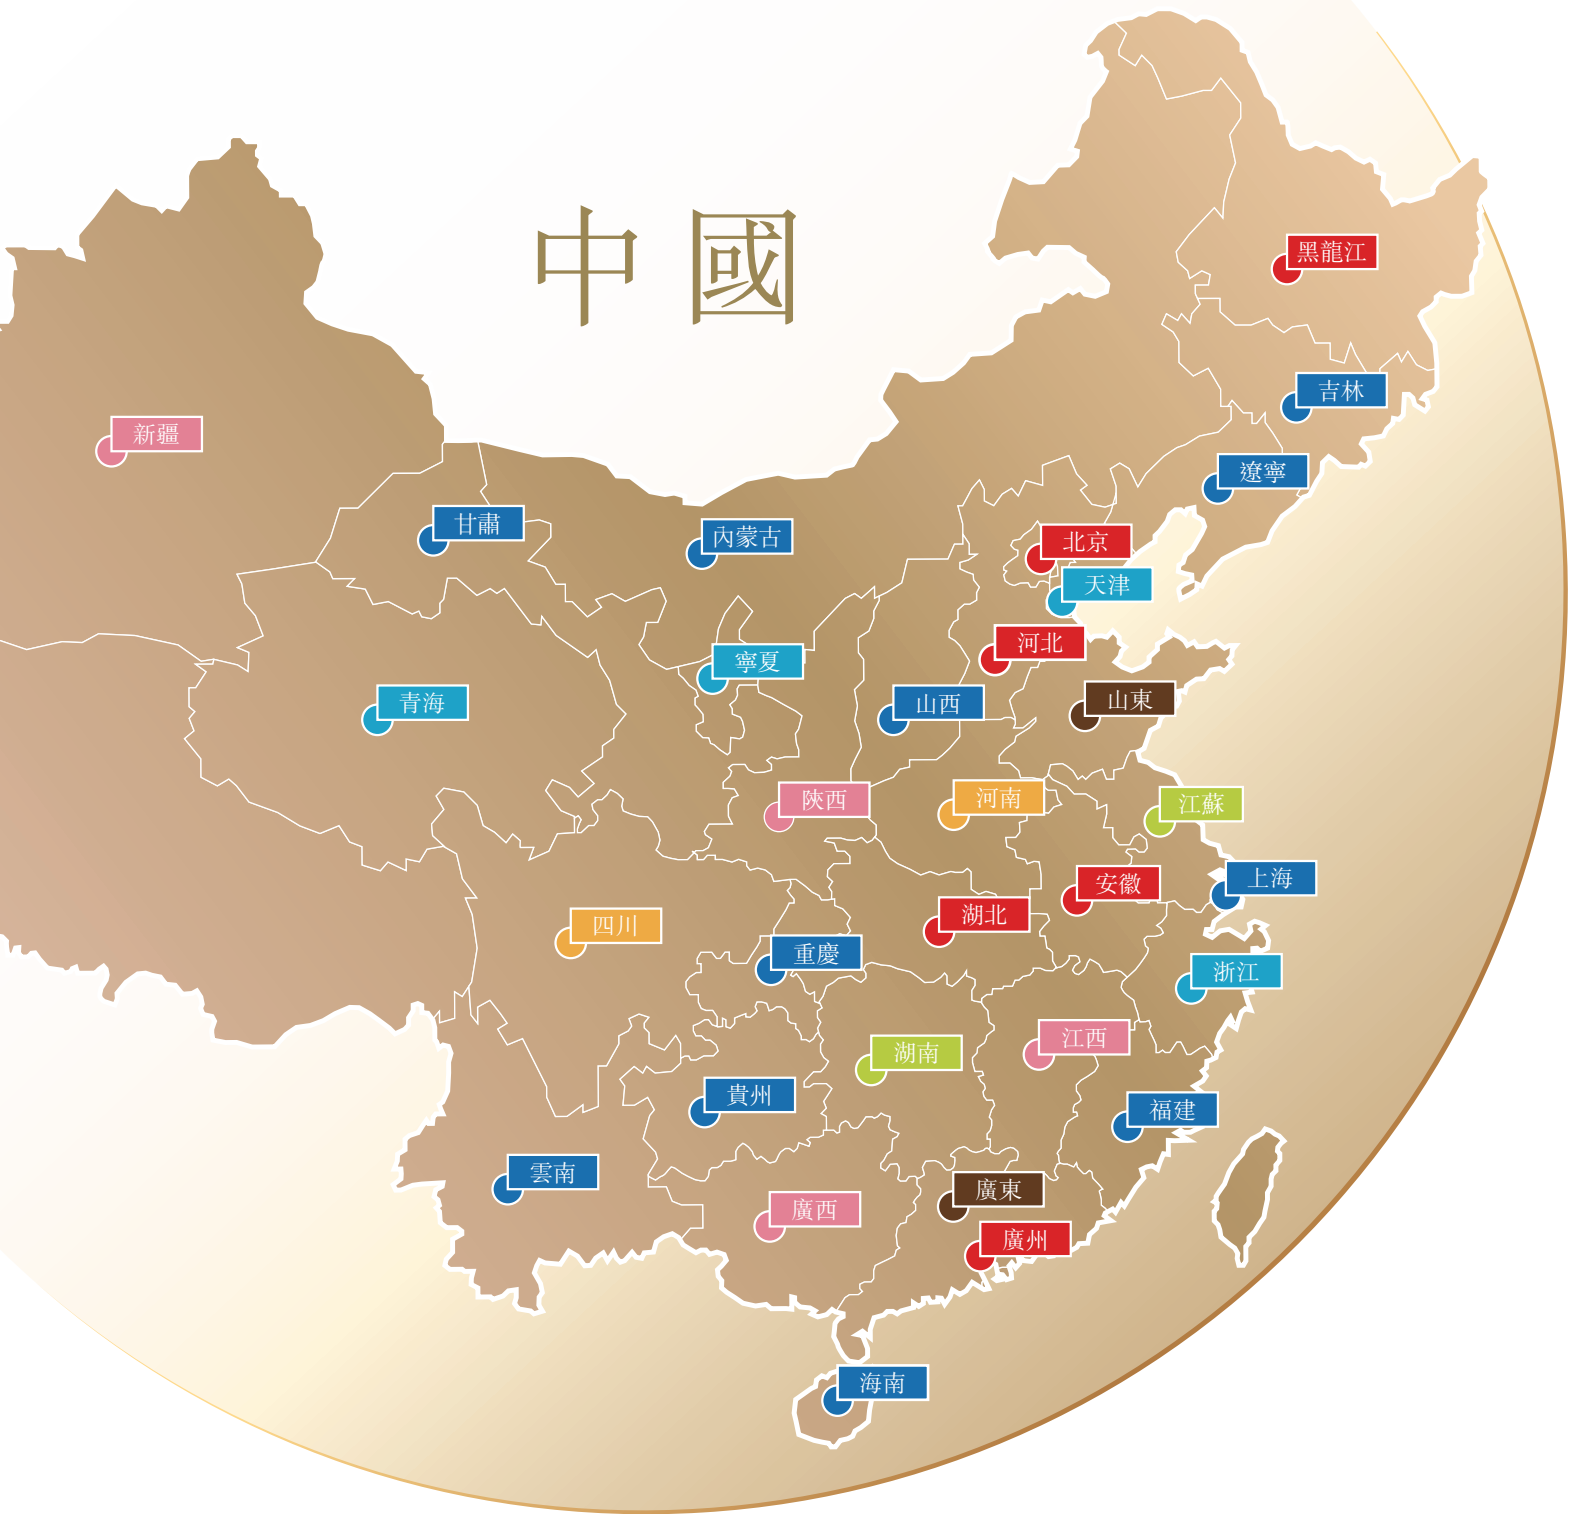 中國
黑龍江
吉林
新疆
遼寧
甘肅
內蒙古
北京
天津
河北
寧夏
青海
山西
山東
陝西
河南
江蘇
安徽
上海
湖北
四川
重慶
浙江
江西
湖南
貴州
福建
雲南
廣東
廣西
廣州
海南